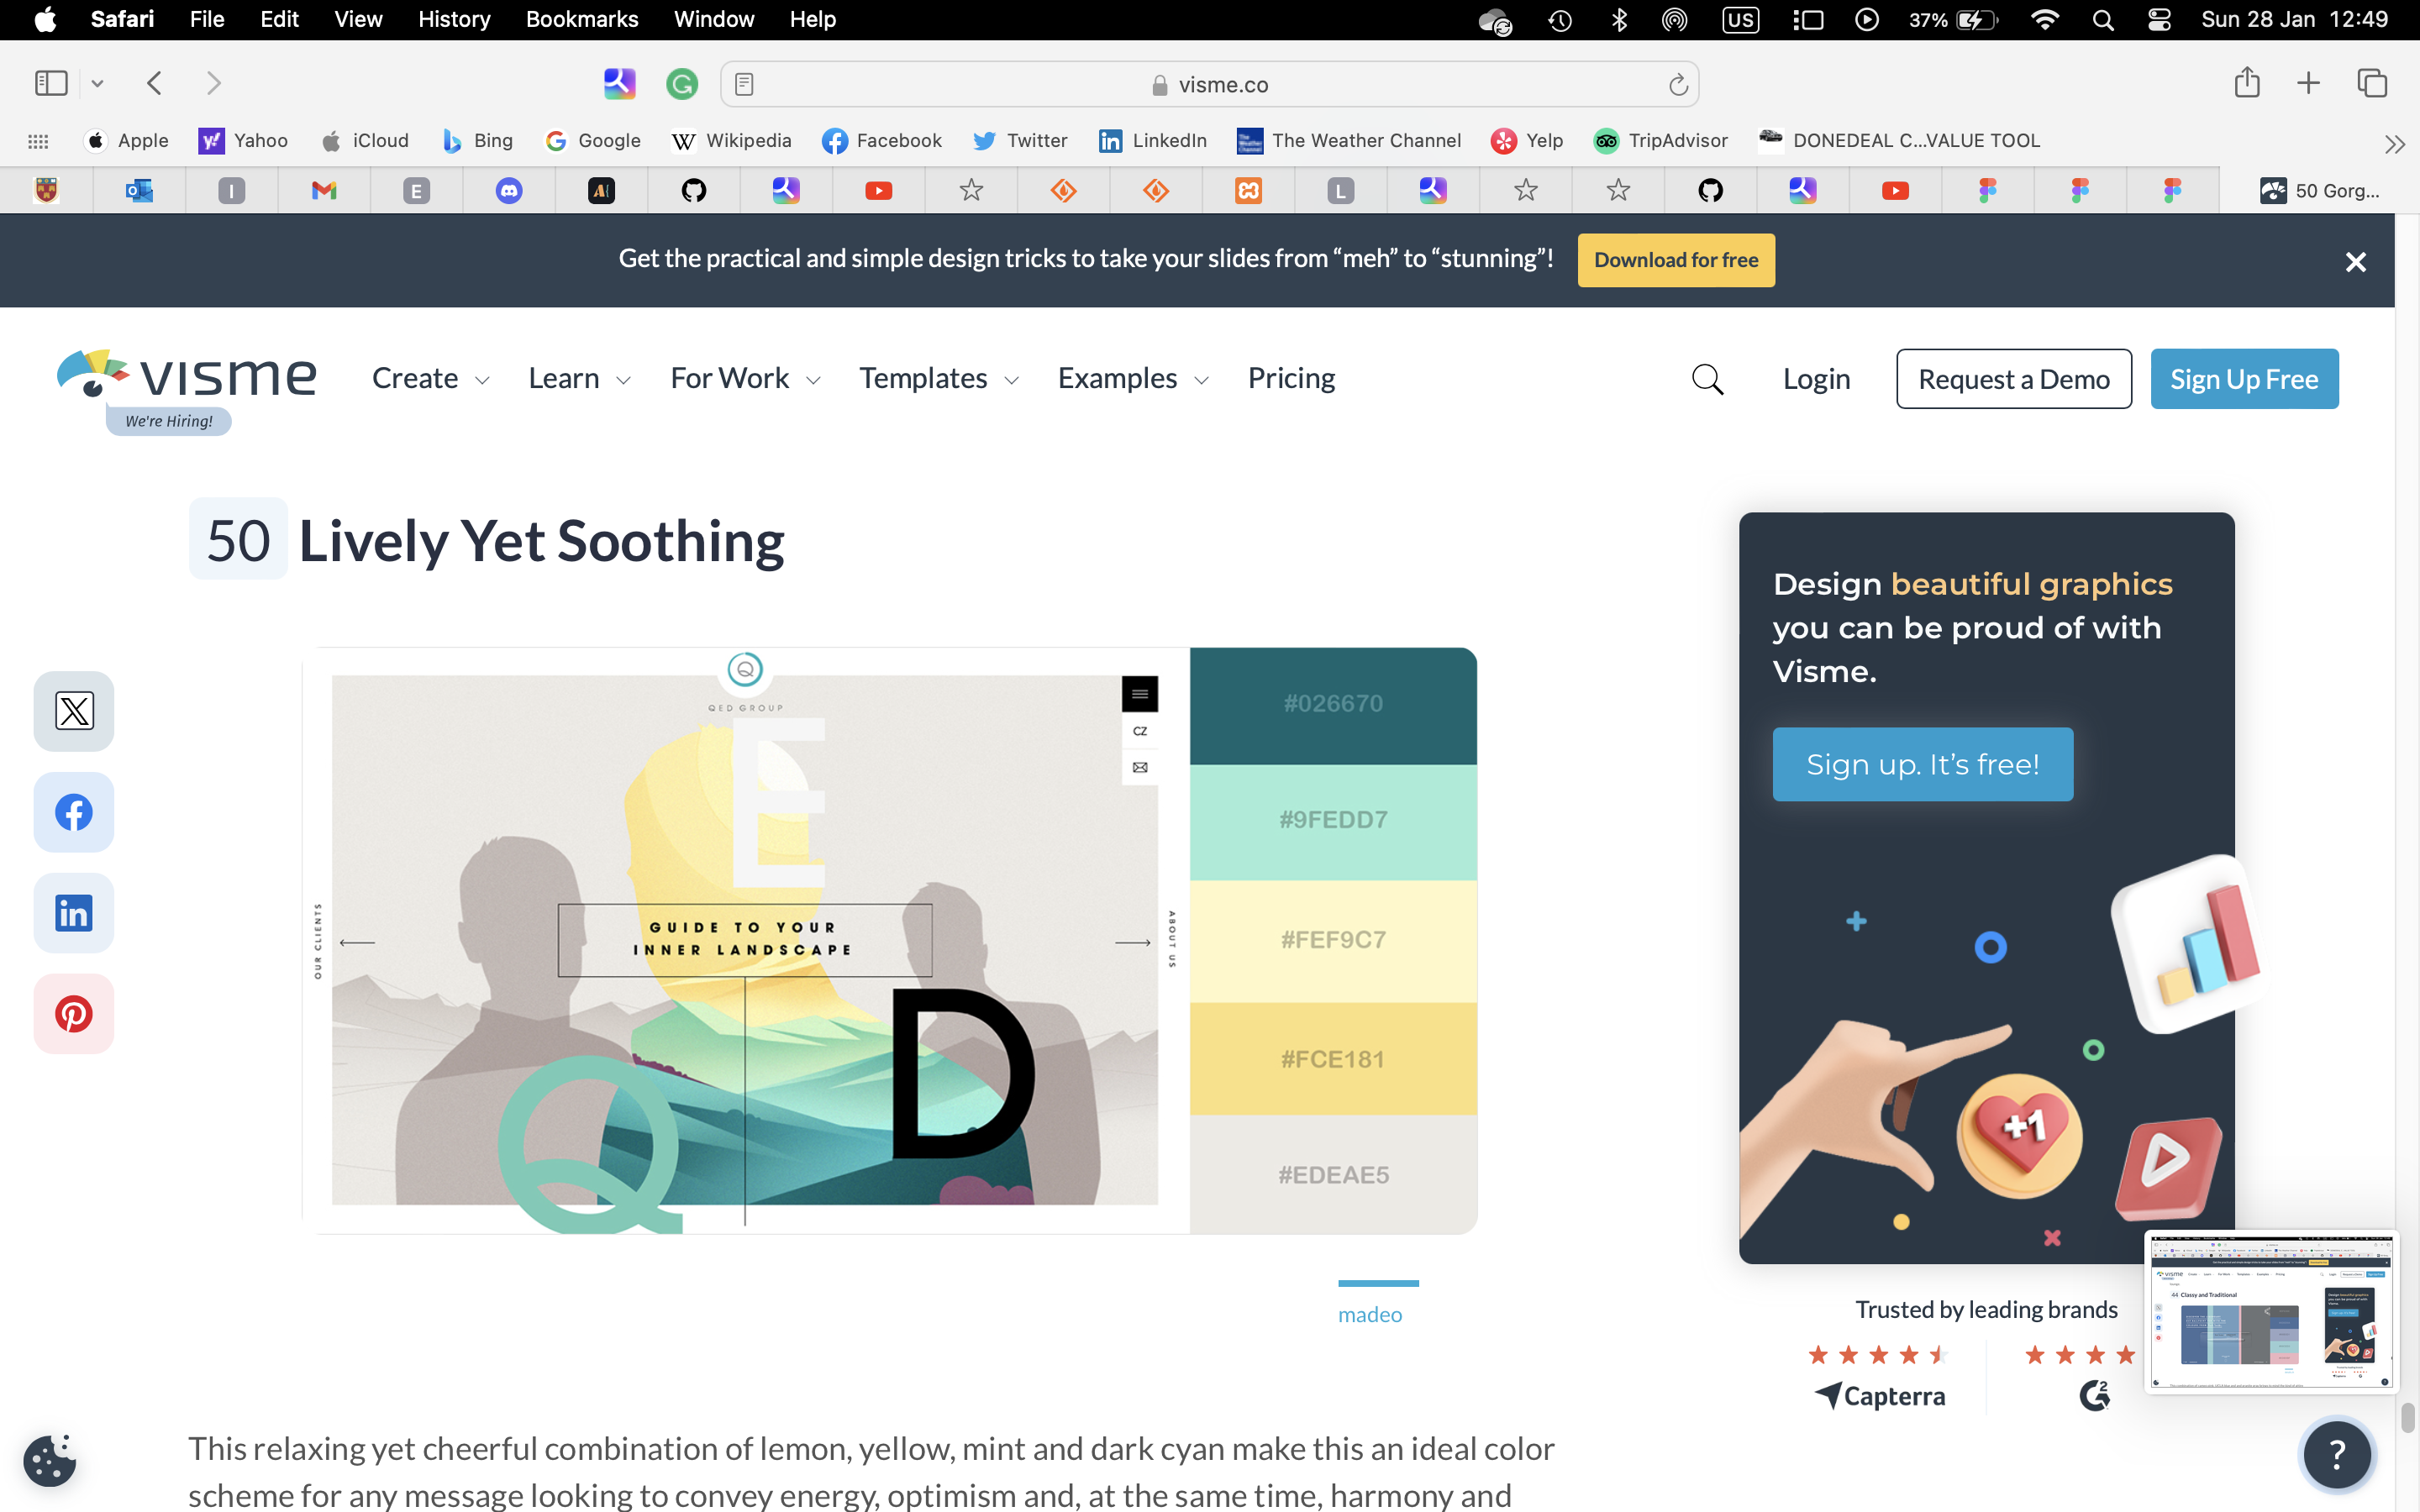 Safari File Edit View History Bookmarks Window Help US 37% Sun 28 Jan 12:49
visme.co
Apple Yahoo iCloud Bing Google Wikipedia Facebook Twitter LinkedIn The Weather Channel Yelp TripAdvisor DONEDEAL C...VALUE TOOL
50 Gorg...
Get the practical and simple design tricks to take your slides from “meh” to “stunning”! Download for free
visme Create Learn For Work Templates Examples Pricing Login Request a Demo Sign Up Free
We're Hiring!
50 Lively Yet Soothing
Q
QED GROUP
CZ
E
OUR CLIENTS
GUIDE TO YOUR
INNER LANDSCAPE
ABOUT US
D
Q
#026670
#9FEDD7
#FEF9C7
#FCE181
#EDEAE5
madeo
This relaxing yet cheerful combination of lemon, yellow, mint and dark cyan make this an ideal color
scheme for any message looking to convey energy, optimism and, at the same time, harmony and
Design beautiful graphics
you can be proud of with
Visme.
Sign up. It’s free!
+1
Trusted by leading brands
Capterra
G2
44 Classy and Traditional
?